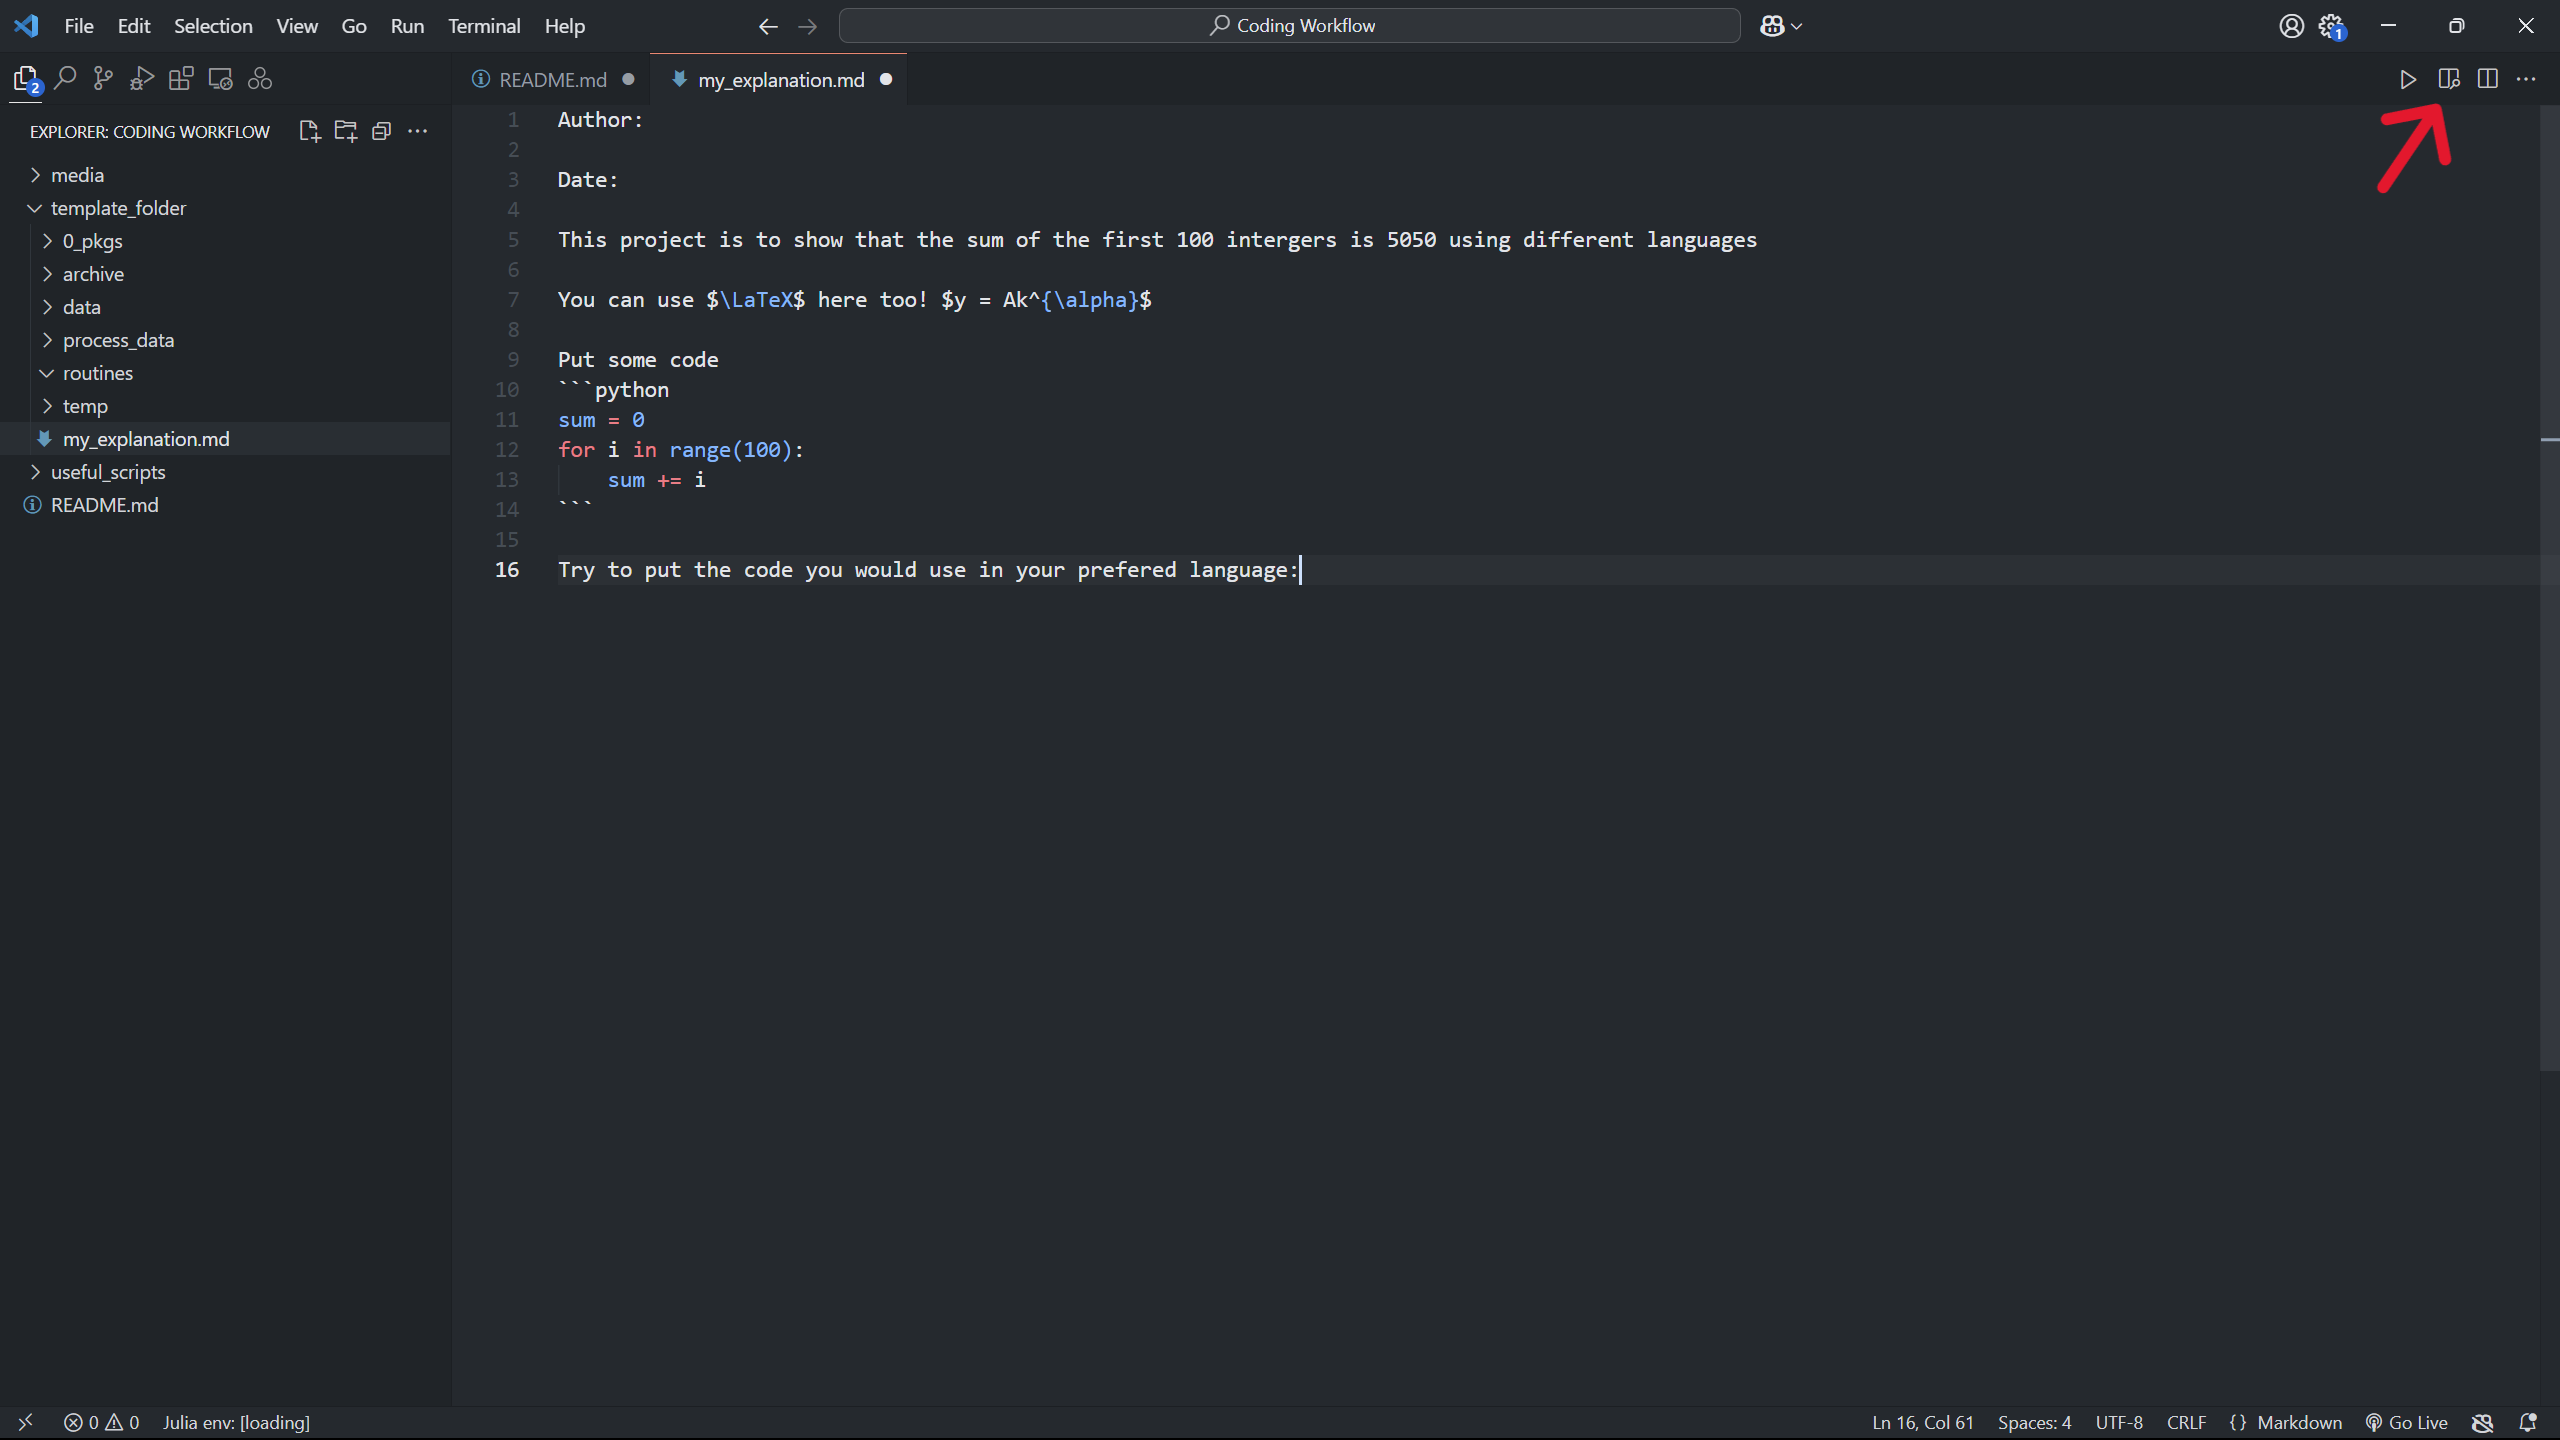 File Edit Selection View Go Run Terminal Help
Coding Workflow
1
2
README.md
my_explanation.md
EXPLORER: CODING WORKFLOW
media
template_folder
0_pkgs
archive
data
process_data
routines
temp
my_explanation.md
useful_scripts
README.md
1 Author:
2
3 Date:
4
5 This project is to show that the sum of the first 100 intergers is 5050 using different languages
6
7 You can use $\LaTeX$ here too! $y = Ak^{\alpha}$
8
9 Put some code
10 ```python
11 sum = 0
12 for i in range(100):
13 sum += i
14 ```
15
16 Try to put the code you would use in your prefered language:
0 0 Julia env: [loading]
Ln 16, Col 61 Spaces: 4 UTF-8 CRLF {} Markdown Go Live